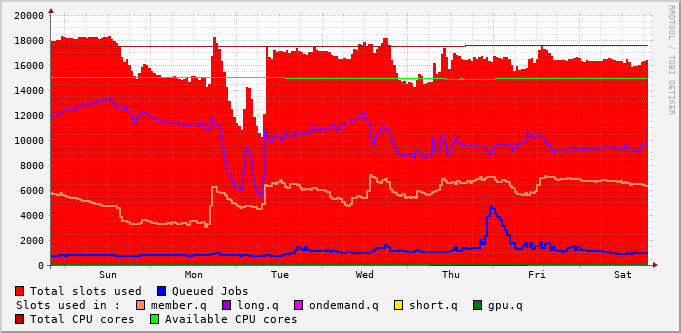 20000
18000
16000
14000
12000
10000
8000
6000
4000
2000
0
Sun Mon Tue Wed Thu Fri Sat
RRDTOOL / TOBI OETIKER
Total slots used Queued Jobs
Slots used in : member.q long.q ondemand.q short.q gpu.q
Total CPU cores Available CPU cores